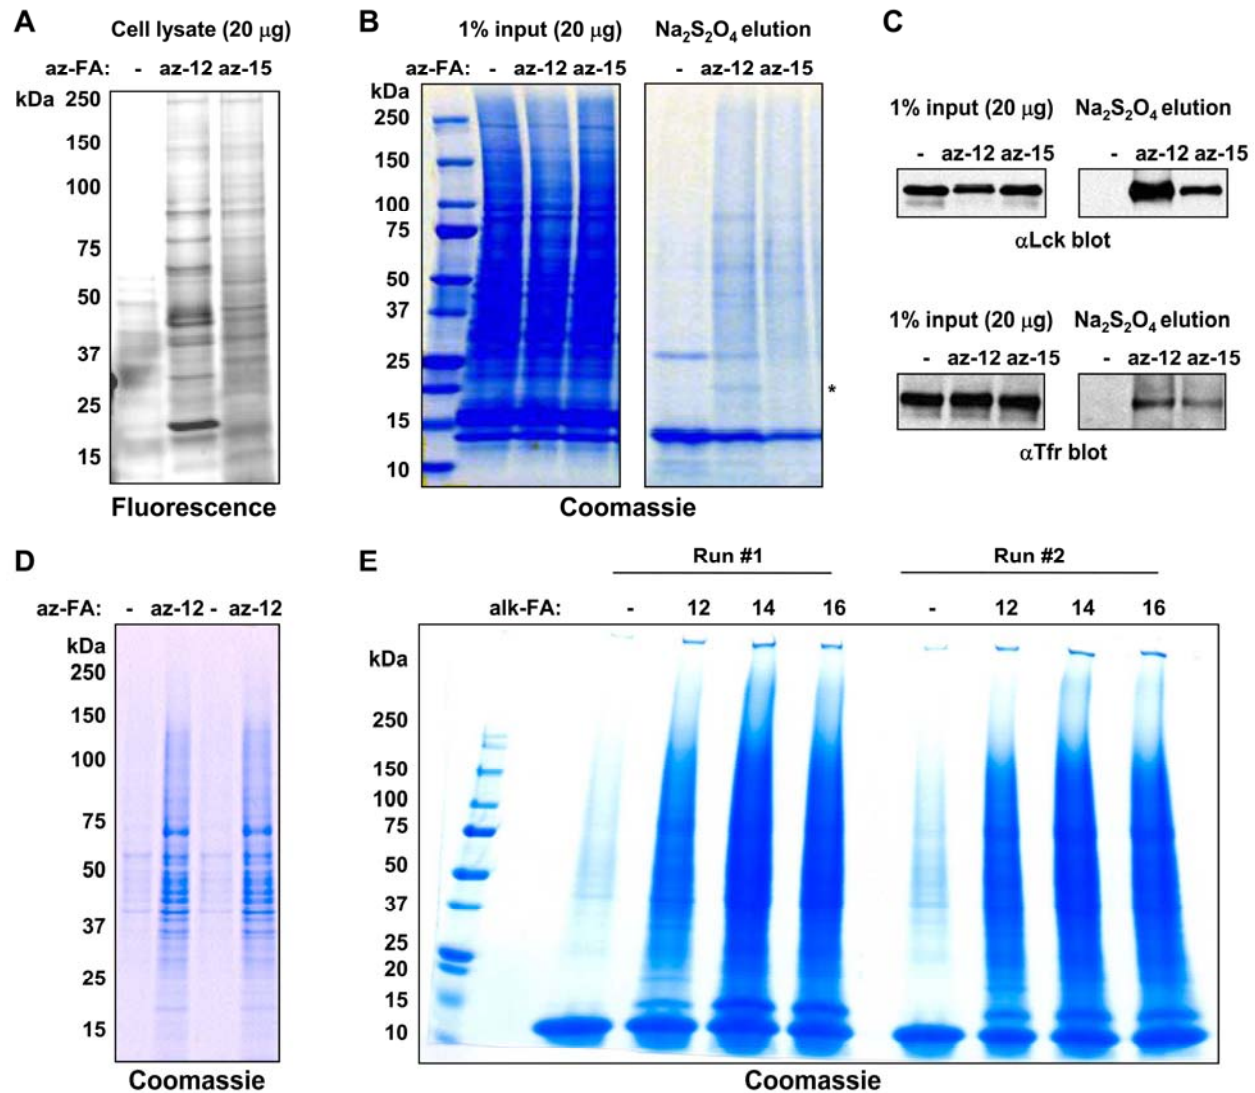 A
Cell lysate (20 μg)
az-FA: - az-12 az-15
kDa
250
150
100
75
50
37
25
15
Fluorescence
B
1% input (20 μg) Na₂S₂O₄ elution
az-FA: - az-12 az-15 - az-12 az-15
kDa
250
150
100
75
50
37
25
15
10
*
Coomassie
C
1% input (20 μg) Na₂S₂O₄ elution
- az-12 az-15 - az-12 az-15
αLck blot
1% input (20 μg) Na₂S₂O₄ elution
- az-12 az-15 - az-12 az-15
αTfr blot
D
az-FA: - az-12 - az-12
kDa
250
150
100
75
50
37
25
15
Coomassie
E
Run #1 Run #2
alk-FA: - 12 14 16 - 12 14 16
kDa
250
150
100
75
50
37
25
20
15
10
Coomassie